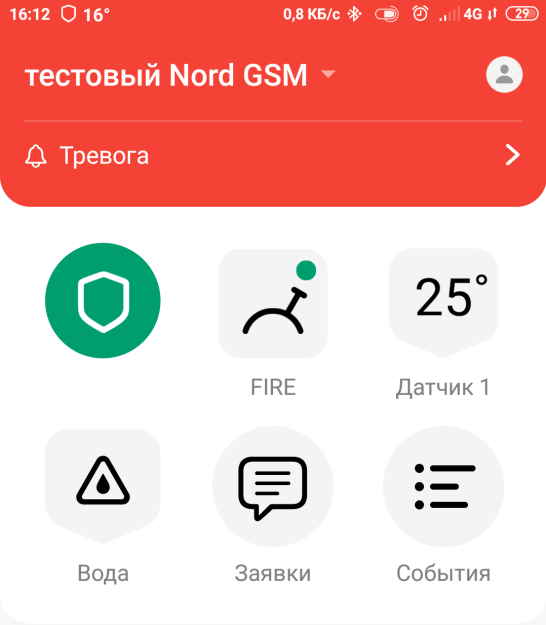 16:12 16° 0,8 КБ/с 4G 29
тестовый Nord GSM
Тревога
25°
FIRE Датчик 1
Вода Заявки События